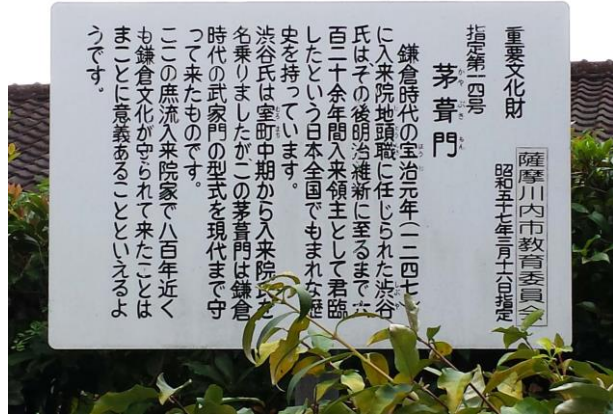 重要文化財
指定第一四号
薩摩川内市教育委員会
昭和五十七年三月十六日指定
茅葺門
鎌倉時代の宝治元年(一二四七)
に入来院地頭職に任じられた渋谷
氏はその後明治維新に至るまで六
百二十余年間入来領主として君臨
したという日本全国でもまれな歴
史を持っています。
渋谷氏は室町中期から入来院氏を
名乗りましたがこの茅葺門は鎌倉
時代の武家門の型式を現代まで守
って来たものです。
ここの庶流入来院家で八百年近く
も鎌倉文化が守られて来たことは
まことに意義あることといえるよ
うです。